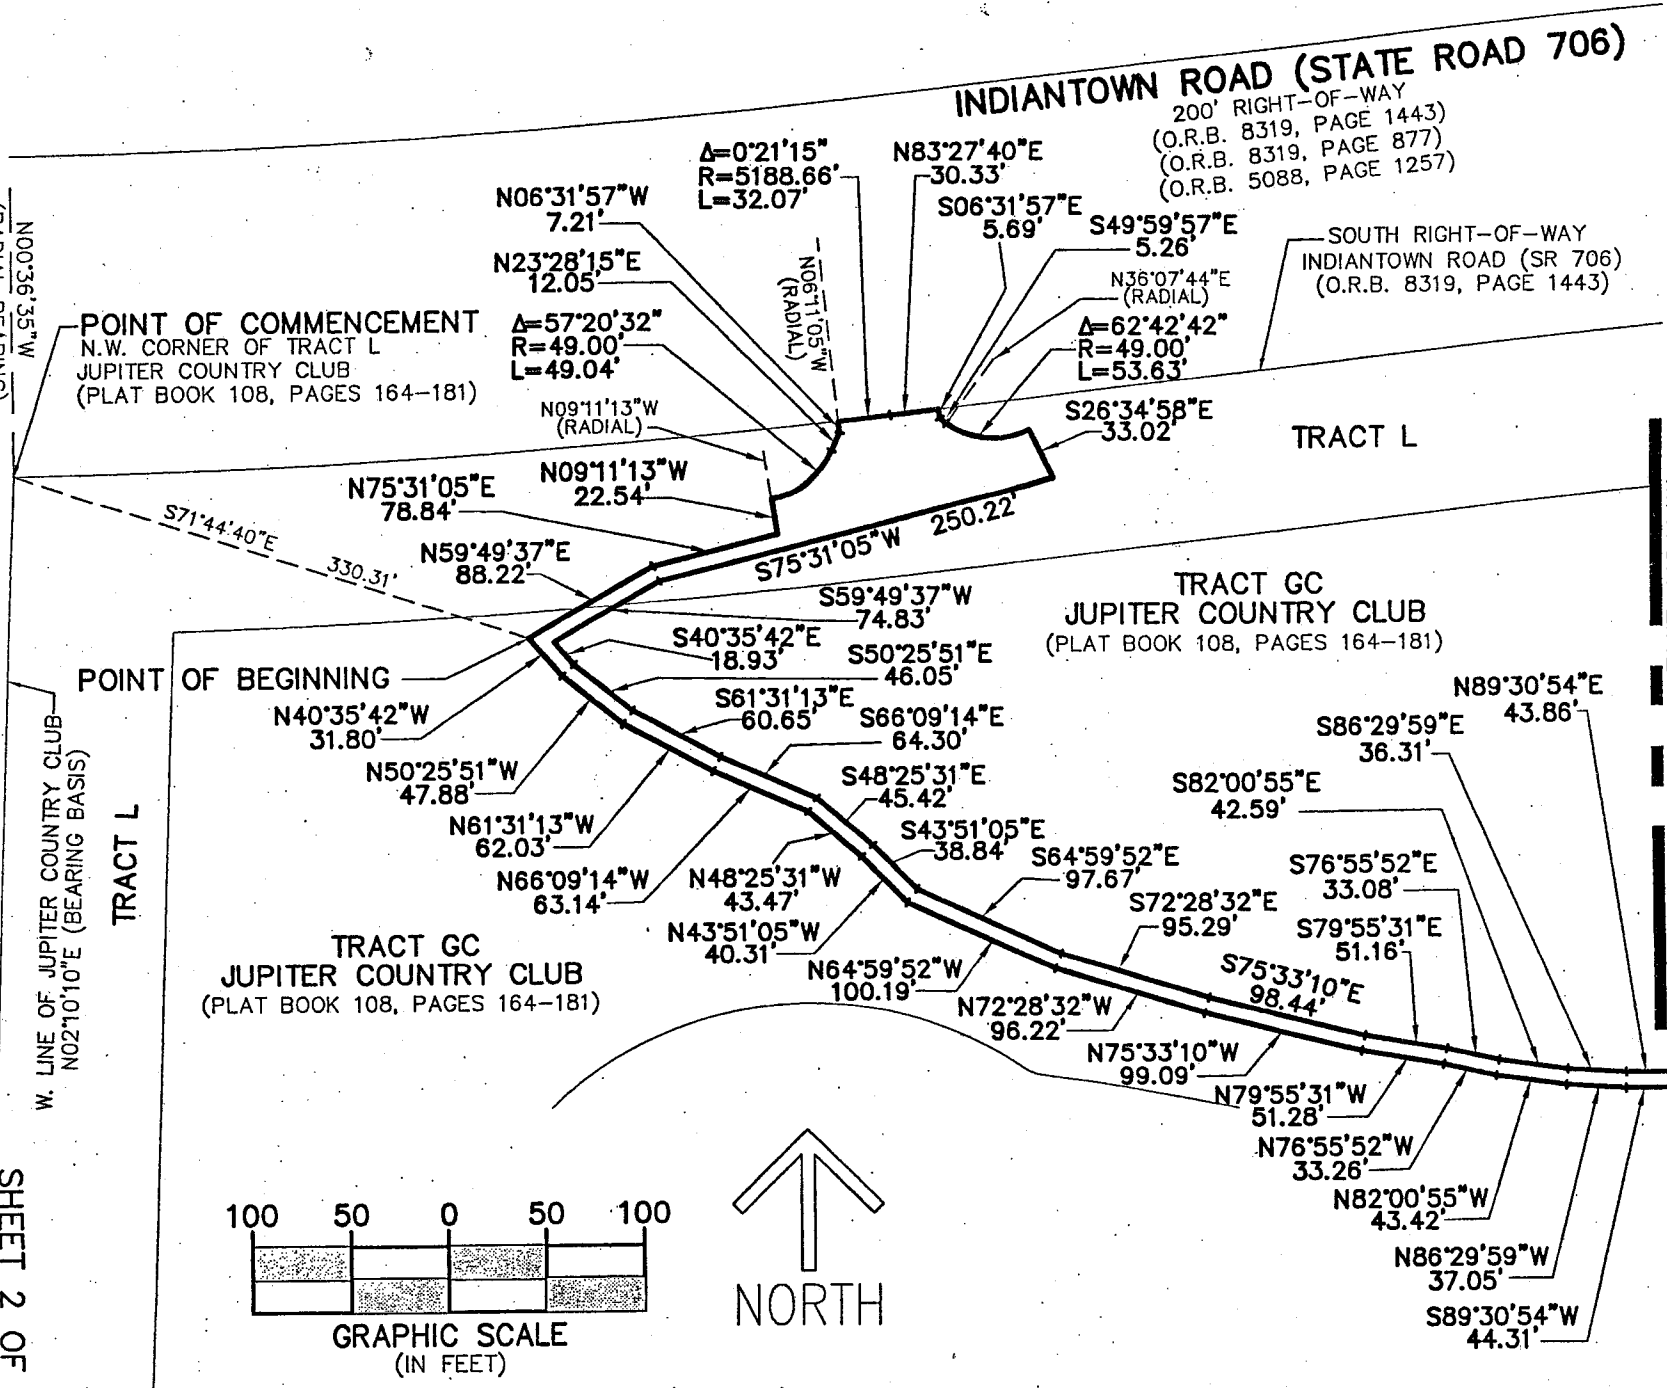 INDIANTOWN ROAD (STATE ROAD 706)
200' RIGHT-OF-WAY
(O.R.B. 8319, PAGE 1443)
(O.R.B. 8319, PAGE 877)
(O.R.B. 5088, PAGE 1257)
Δ=0°21'15"
R=5188.66'
L=32.07'
N83°27'40"E
30.33'
N06°31'57"W
7.21'
S06°31'57"E
5.69'
S49°59'57"E
5.26'
SOUTH RIGHT-OF-WAY
INDIANTOWN ROAD (SR 706)
(O.R.B. 8319, PAGE 1443)
N23°28'15"E
12.05'
N06°11'05"W
(RADIAL)
N36°07'44"E
(RADIAL)
N00°36'35"W
POINT OF COMMENCEMENT
N.W. CORNER OF TRACT L
JUPITER COUNTRY CLUB
(PLAT BOOK 108, PAGES 164-181)
Δ=57°20'32"
R=49.00'
L=49.04'
Δ=62°42'42"
R=49.00'
L=53.63'
N09°11'13"W
(RADIAL)
S26°34'58"E
33.02'
TRACT L
N09°11'13"W
22.54'
N75°31'05"E
78.84'
S71°44'40"E
330.31'
S75°31'05"W 250.22'
N59°49'37"E
88.22'
S59°49'37"W
74.83'
TRACT GC
JUPITER COUNTRY CLUB
(PLAT BOOK 108, PAGES 164-181)
S40°35'42"E
18.93'
S50°25'51"E
46.05'
POINT OF BEGINNING
N40°35'42"W
31.80'
S61°31'13"E
60.65'
S66°09'14"E
64.30'
N89°30'54"E
43.86'
S86°29'59"E
36.31'
N50°25'51"W
47.88'
S48°25'31"E
45.42'
S82°00'55"E
42.59'
N61°31'13"W
62.03'
S43°51'05"E
38.84'
S64°59'52"E
97.67'
S76°55'52"E
33.08'
N66°09'14"W
63.14'
N48°25'31"W
43.47'
S72°28'32"E
95.29'
S79°55'31"E
51.16'
N43°51'05"W
40.31'
S75°33'10"E
98.44'
W. LINE OF JUPITER COUNTRY CLUB
N02°10'10"E (BEARING BASIS)
TRACT L
TRACT GC
JUPITER COUNTRY CLUB
(PLAT BOOK 108, PAGES 164-181)
N64°59'52"W
100.19'
N72°28'32"W
96.22'
N75°33'10"W
99.09'
N79°55'31"W
51.28'
N76°55'52"W
33.26'
N82°00'55"W
43.42'
N86°29'59"W
37.05'
S89°30'54"W
44.31'
100 50 0 50 100
GRAPHIC SCALE
(IN FEET)
NORTH
SHEET 2 OF